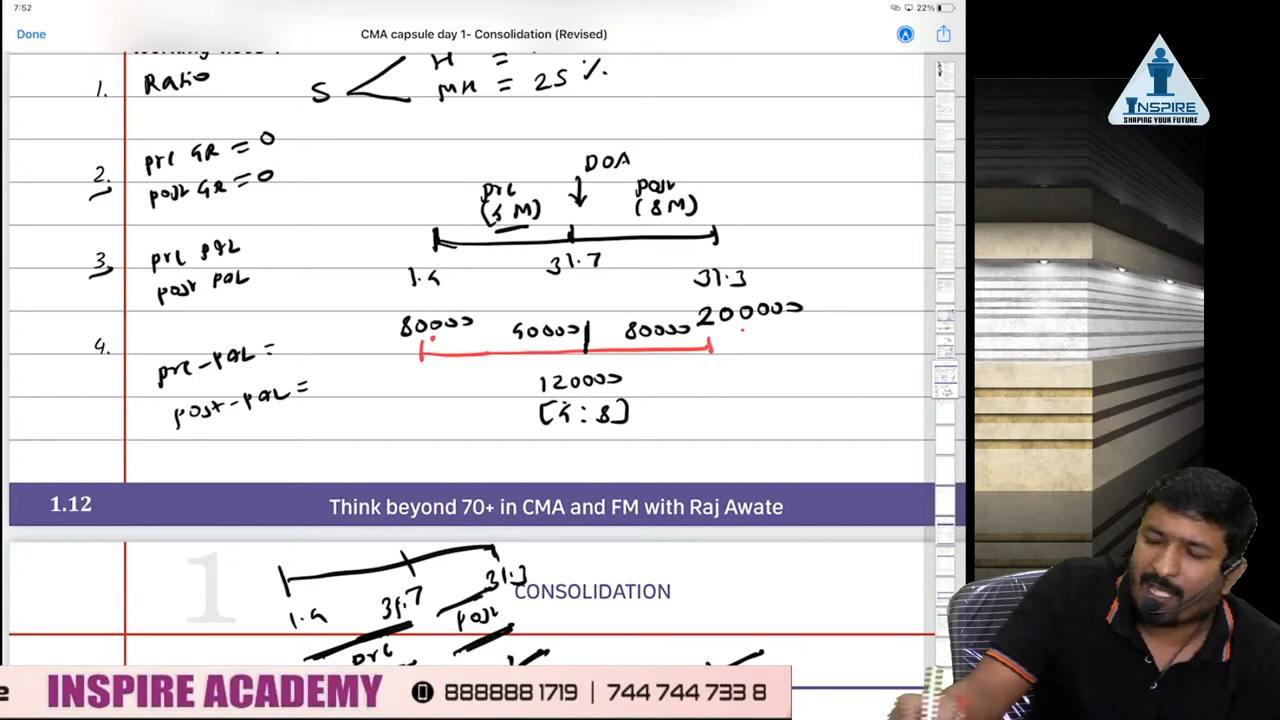 7:52
22%
Done
CMA capsule day 1- Consolidation (Revised)
1. Ratio
S
H =
MH = 25 %
2. pre GR = 0
post GR = 0
DOA
pre
(4 M)
post
(8M)
1.4
31.7
31.3
3. pre P&L
post P&L
80000
40000
80000
200000
4. pre-P&L =
post-P&L =
120000
[4:8]
1.12
Think beyond 70+ in CMA and FM with Raj Awate
1
1.4
31.7
31.3
pre
post
CONSOLIDATION
INSPIRE
SHAPING YOUR FUTURE
INSPIRE ACADEMY
888888 1719 | 744 744 733 8